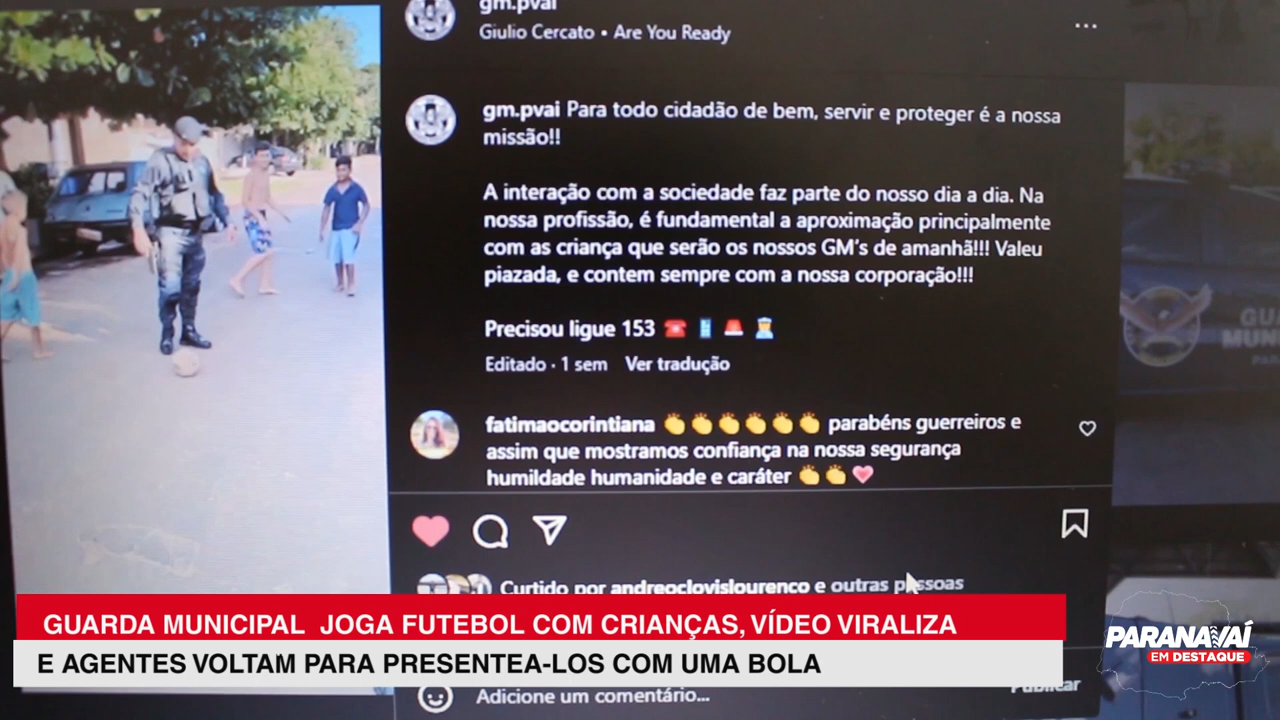 gm.pvai
Giulio Cercato • Are You Ready
gm.pvai Para todo cidadão de bem, servir e proteger é a nossa
missão!!
A interação com a sociedade faz parte do nosso dia a dia. Na
nossa profissão, é fundamental a aproximação principalmente
com as criança que serão os nossos GM's de amanhã!!! Valeu
piazada, e contem sempre com a nossa corporação!!!
Precisou ligue 153 ☎️ 📱 🚨 👮
Editado · 1 sem Ver tradução
fatimaocorintiana 👏👏👏👏👏👏 parabéns guerreiros e
assim que mostramos confiança na nossa segurança
humildade humanidade e caráter 👏👏💗
Curtido por andreoclovislourenco e outras pessoas
GUARDA MUNICIPAL JOGA FUTEBOL COM CRIANÇAS, VÍDEO VIRALIZA
E AGENTES VOLTAM PARA PRESENTEA-LOS COM UMA BOLA
Adicione um comentário...
Publicar
PARANAVAÍ
EM DESTAQUE